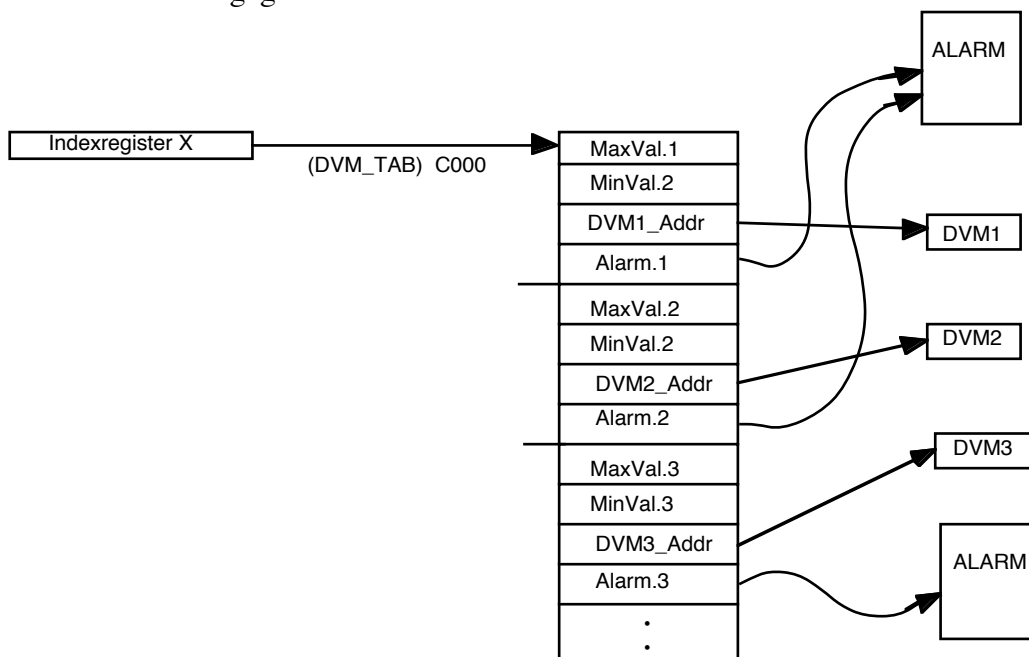 ALARM
Indexregister X
(DVM_TAB) C000
MaxVal.1
MinVal.2
DVM1_Addr
DVM1
Alarm.1
MaxVal.2
MinVal.2
DVM2
DVM2_Addr
Alarm.2
DVM3
MaxVal.3
MinVal.3
DVM3_Addr
ALARM
Alarm.3